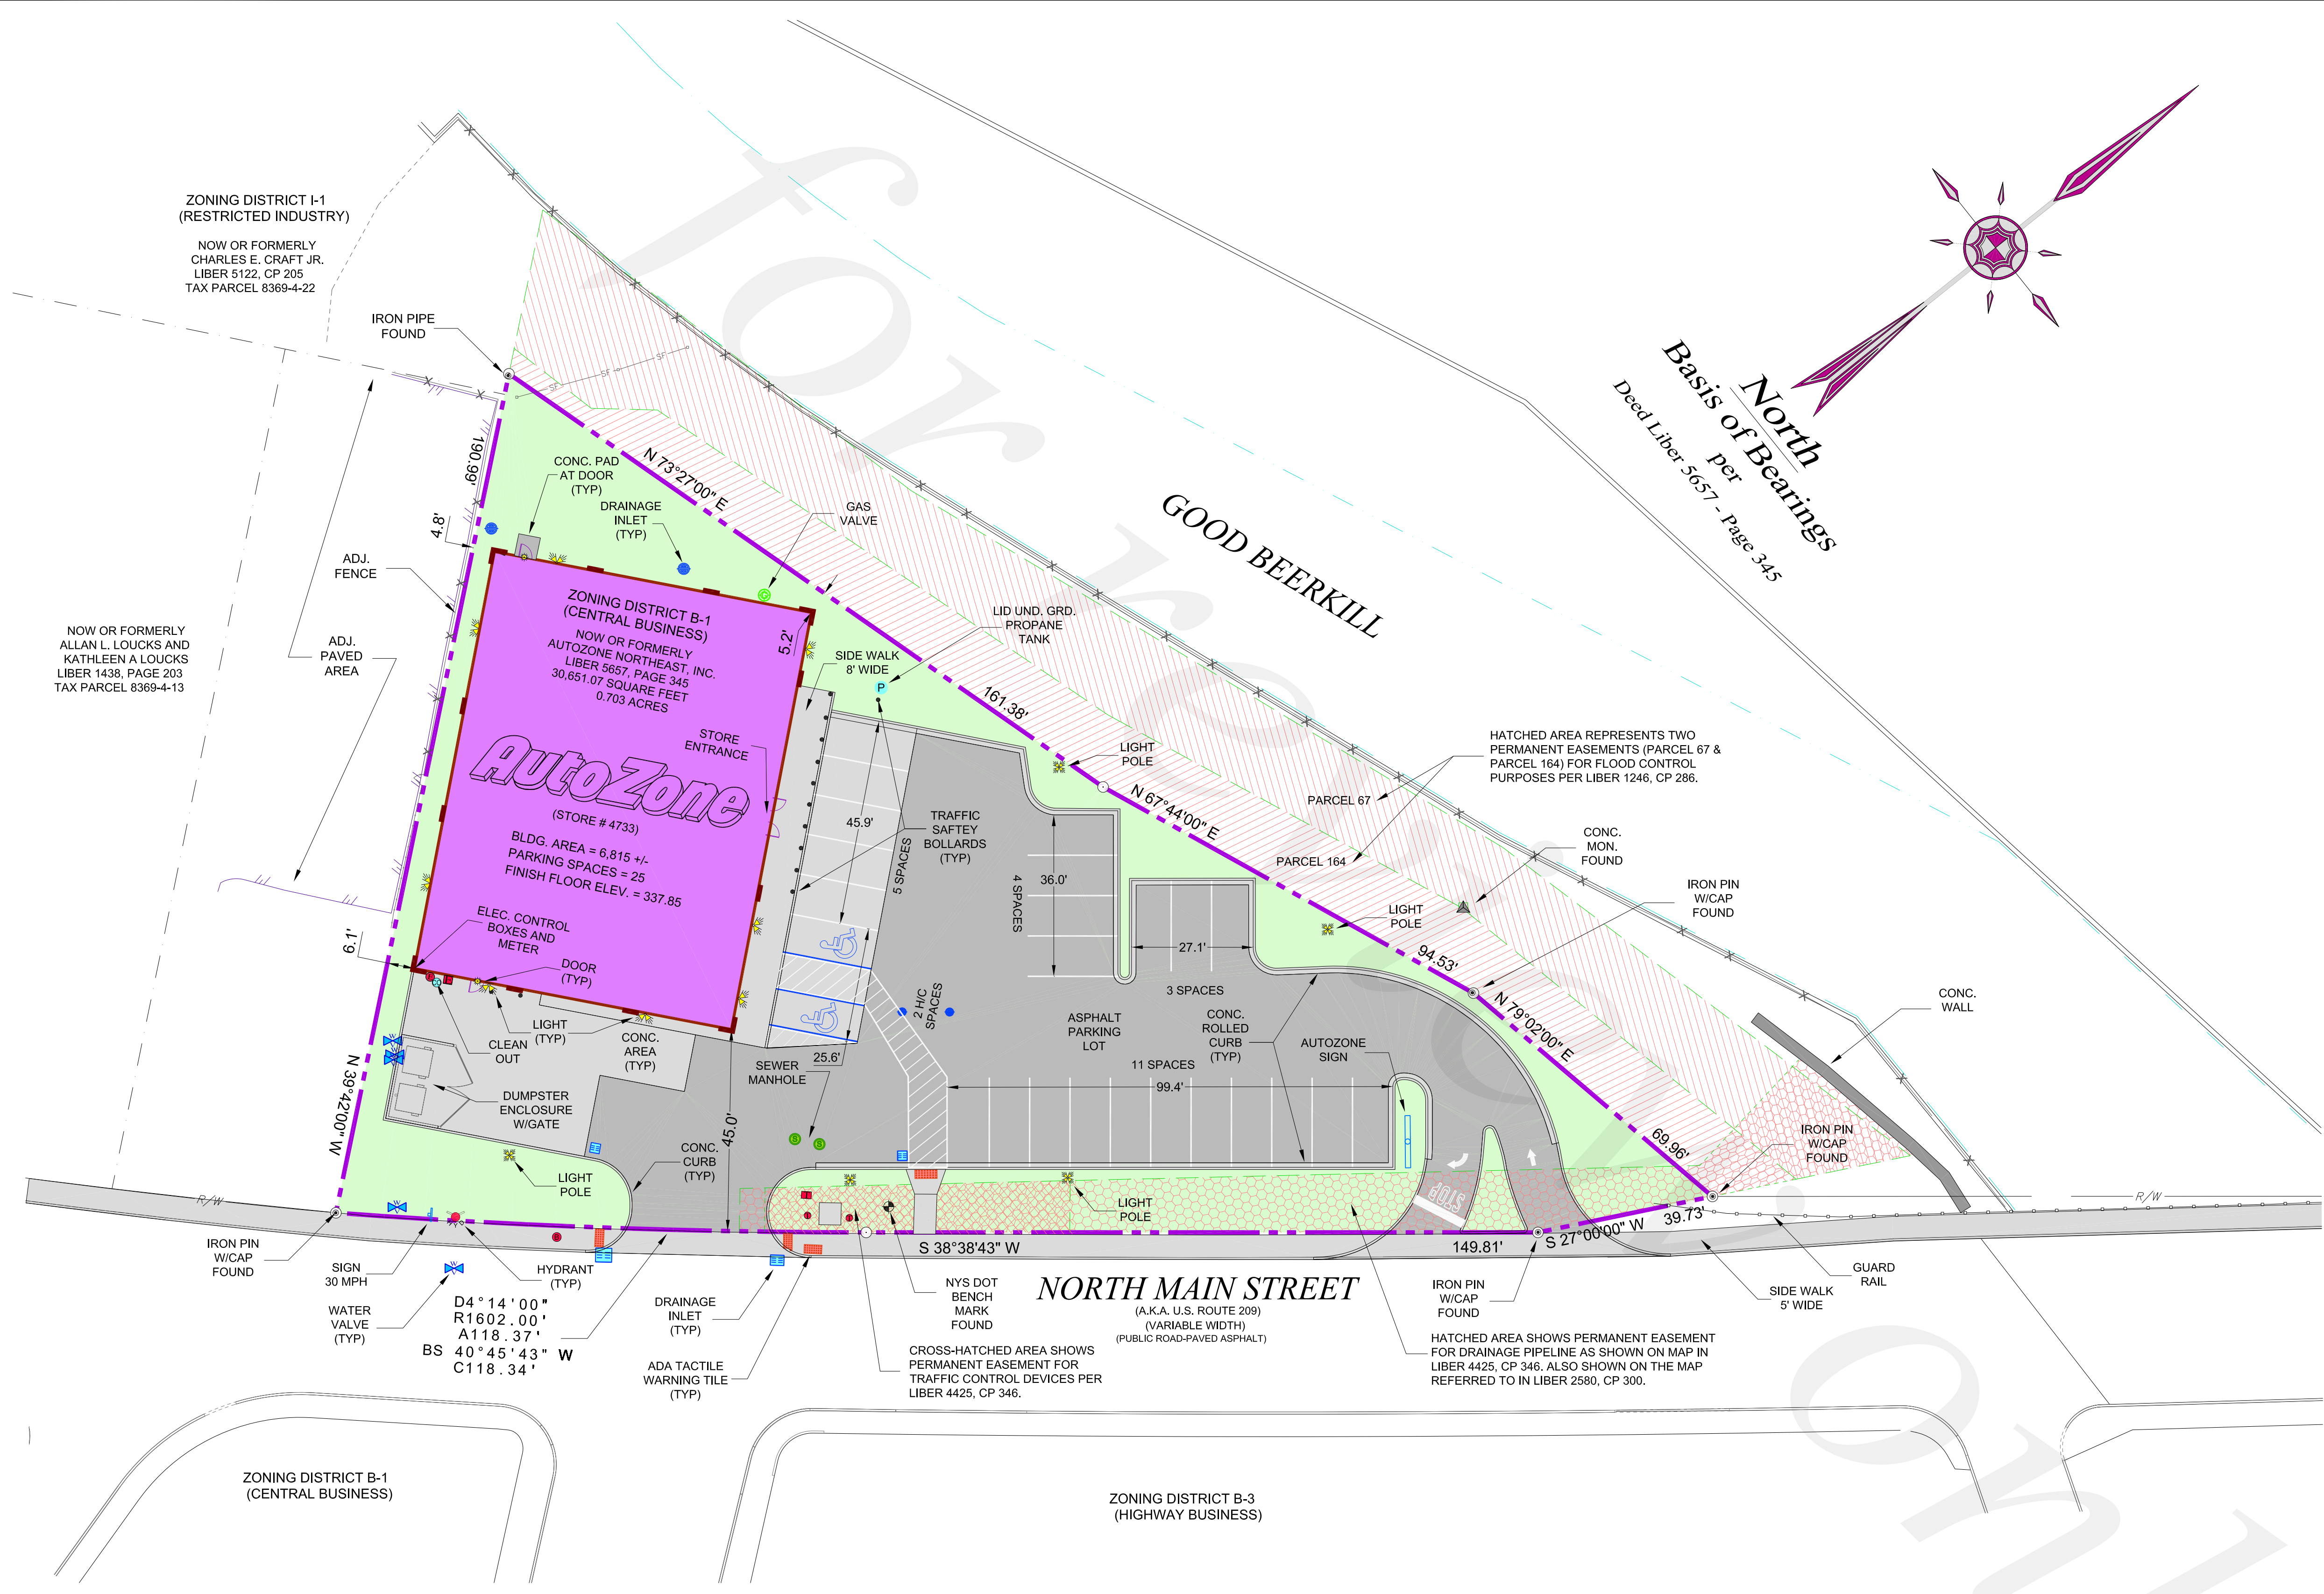 ZONING DISTRICT I-1
(RESTRICTED INDUSTRY)
NOW OR FORMERLY
CHARLES E. CRAFT JR.
LIBER 5122, CP 205
TAX PARCEL 8369-4-22
IRON PIPE
FOUND
190.99'
4.8'
CONC. PAD
AT DOOR
(TYP)
DRAINAGE
INLET
(TYP)
N 73°27'00" E
SF
SF
SF
GAS
VALVE
G
GOOD BEERKILL
North
Basis of Bearings
per
Deed Liber 5657 - Page 345
ADJ.
FENCE
ADJ.
PAVED
AREA
NOW OR FORMERLY
ALLAN L. LOUCKS AND
KATHLEEN A LOUCKS
LIBER 1438, PAGE 203
TAX PARCEL 8369-4-13
ZONING DISTRICT B-1
(CENTRAL BUSINESS)
NOW OR FORMERLY
AUTOZONE NORTHEAST, INC.
LIBER 5657, PAGE 345
30,651.07 SQUARE FEET
0.703 ACRES
5.2'
STORE
ENTRANCE
AutoZone
(STORE # 4733)
BLDG. AREA = 6,815 +/-
PARKING SPACES = 25
FINISH FLOOR ELEV. = 337.85
ELEC. CONTROL
BOXES AND
METER
DOOR
(TYP)
SIDE WALK
8' WIDE
LID UND. GRD.
PROPANE
TANK
P
161.38'
LIGHT
POLE
N 67°44'00" E
HATCHED AREA REPRESENTS TWO
PERMANENT EASEMENTS (PARCEL 67 &
PARCEL 164) FOR FLOOD CONTROL
PURPOSES PER LIBER 1246, CP 286.
PARCEL 67
PARCEL 164
CONC.
MON.
FOUND
IRON PIN
W/CAP
FOUND
LIGHT
POLE
94.53'
N 79°02'00" E
CONC.
WALL
69.96'
IRON PIN
W/CAP
FOUND
45.9'
5 SPACES
TRAFFIC
SAFTEY
BOLLARDS
(TYP)
4 SPACES
36.0'
27.1'
3 SPACES
2 H/C
SPACES
ASPHALT
PARKING
LOT
CONC.
ROLLED
CURB
(TYP)
AUTOZONE
SIGN
11 SPACES
99.4'
25.6'
SEWER
MANHOLE
S
S
6.1'
CLEAN
OUT
CO
LIGHT
(TYP)
CONC.
AREA
(TYP)
DUMPSTER
ENCLOSURE
W/GATE
N 39°42'00" W
45.0'
CONC.
CURB
(TYP)
LIGHT
POLE
LIGHT
POLE
STOP
R/W
R/W
IRON PIN
W/CAP
FOUND
SIGN
30 MPH
WATER
VALVE
(TYP)
W
W
HYDRANT
(TYP)
D4°14'00"
R1602.00'
A118.37'
BS 40°45'43" W
C118.34'
DRAINAGE
INLET
(TYP)
ADA TACTILE
WARNING TILE
(TYP)
S 38°38'43" W
149.81'
S 27°00'00" W
39.73'
NYS DOT
BENCH
MARK
FOUND
NORTH MAIN STREET
(A.K.A. U.S. ROUTE 209)
(VARIABLE WIDTH)
(PUBLIC ROAD-PAVED ASPHALT)
CROSS-HATCHED AREA SHOWS
PERMANENT EASEMENT FOR
TRAFFIC CONTROL DEVICES PER
LIBER 4425, CP 346.
IRON PIN
W/CAP
FOUND
HATCHED AREA SHOWS PERMANENT EASEMENT
FOR DRAINAGE PIPELINE AS SHOWN ON MAP IN
LIBER 4425, CP 346. ALSO SHOWN ON THE MAP
REFERRED TO IN LIBER 2580, CP 300.
SIDE WALK
5' WIDE
GUARD
RAIL
ZONING DISTRICT B-1
(CENTRAL BUSINESS)
ZONING DISTRICT B-3
(HIGHWAY BUSINESS)
for review onl